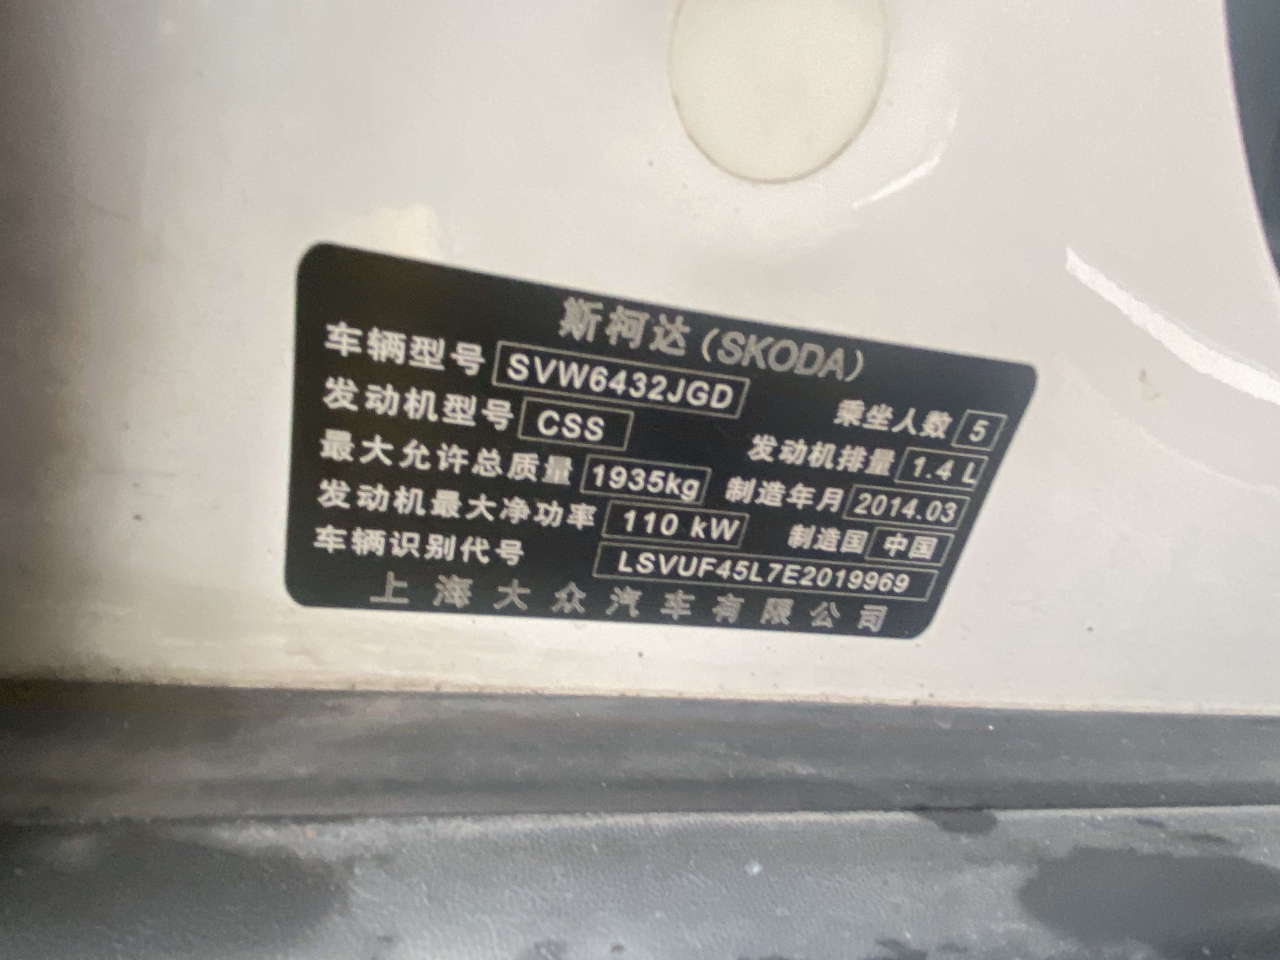 斯柯达(SKODA)
车辆型号 SVW6432JGD 乘坐人数 5
发动机型号 CSS 发动机排量 1.4 L
最大允许总质量 1935kg 制造年月 2014.03
发动机最大净功率 110 kW 制造国 中国
车辆识别代号 LSVUF45L7E2019969
上海大众汽车有限公司